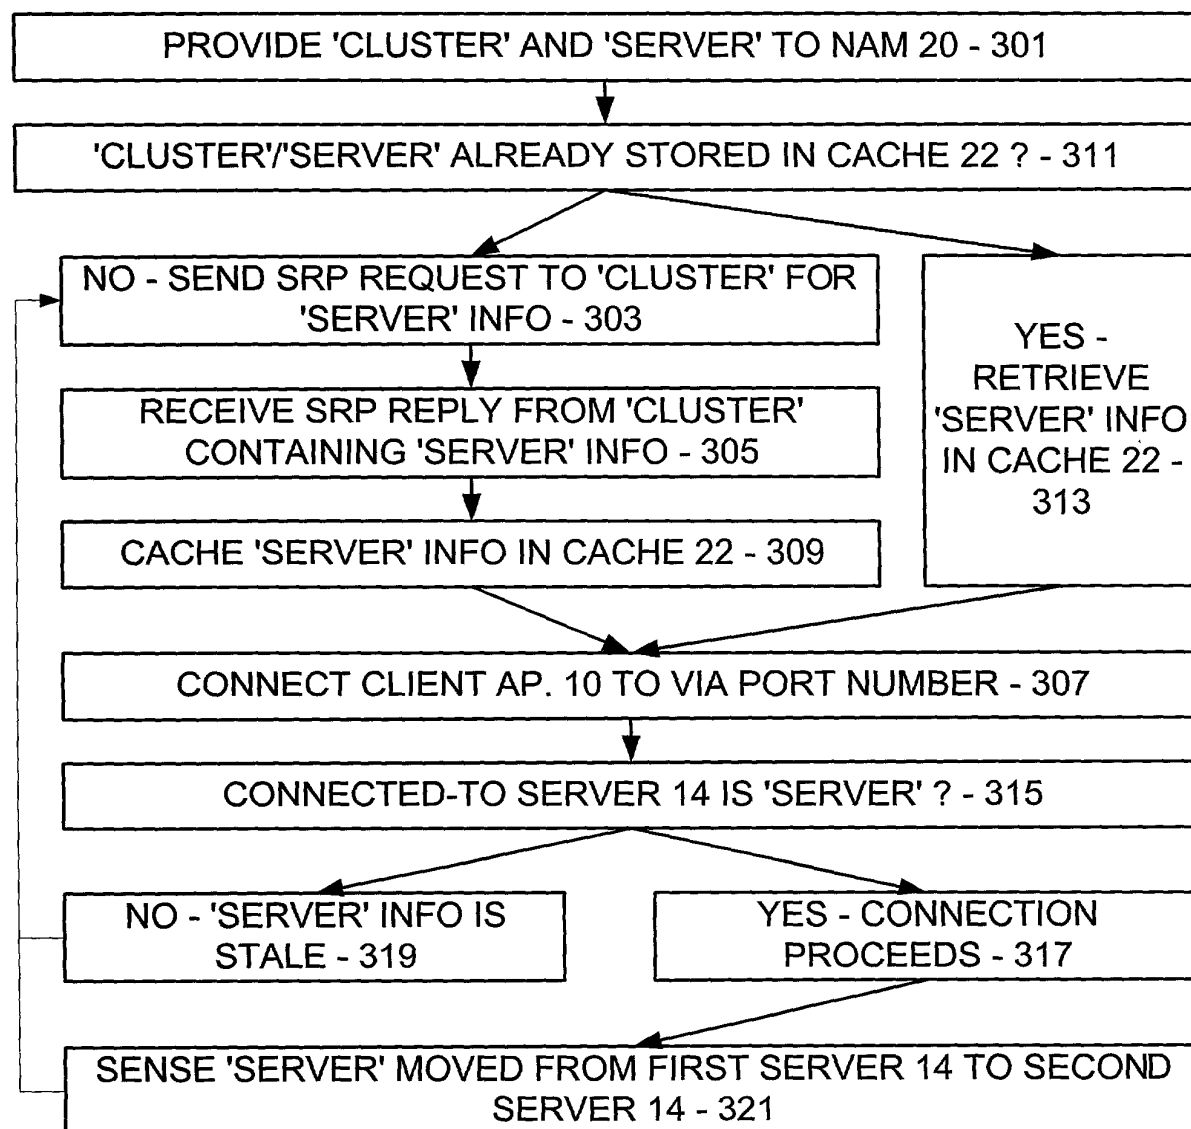 PROVIDE 'CLUSTER' AND 'SERVER' TO NAM 20 - 301
'CLUSTER'/'SERVER' ALREADY STORED IN CACHE 22 ? - 311
NO - SEND SRP REQUEST TO 'CLUSTER' FOR
'SERVER' INFO - 303
RECEIVE SRP REPLY FROM 'CLUSTER'
CONTAINING 'SERVER' INFO - 305
CACHE 'SERVER' INFO IN CACHE 22 - 309
YES -
RETRIEVE
'SERVER' INFO
IN CACHE 22 -
313
CONNECT CLIENT AP. 10 TO VIA PORT NUMBER - 307
CONNECTED-TO SERVER 14 IS 'SERVER' ? - 315
NO - 'SERVER' INFO IS
STALE - 319
YES - CONNECTION
PROCEEDS - 317
SENSE 'SERVER' MOVED FROM FIRST SERVER 14 TO SECOND
SERVER 14 - 321